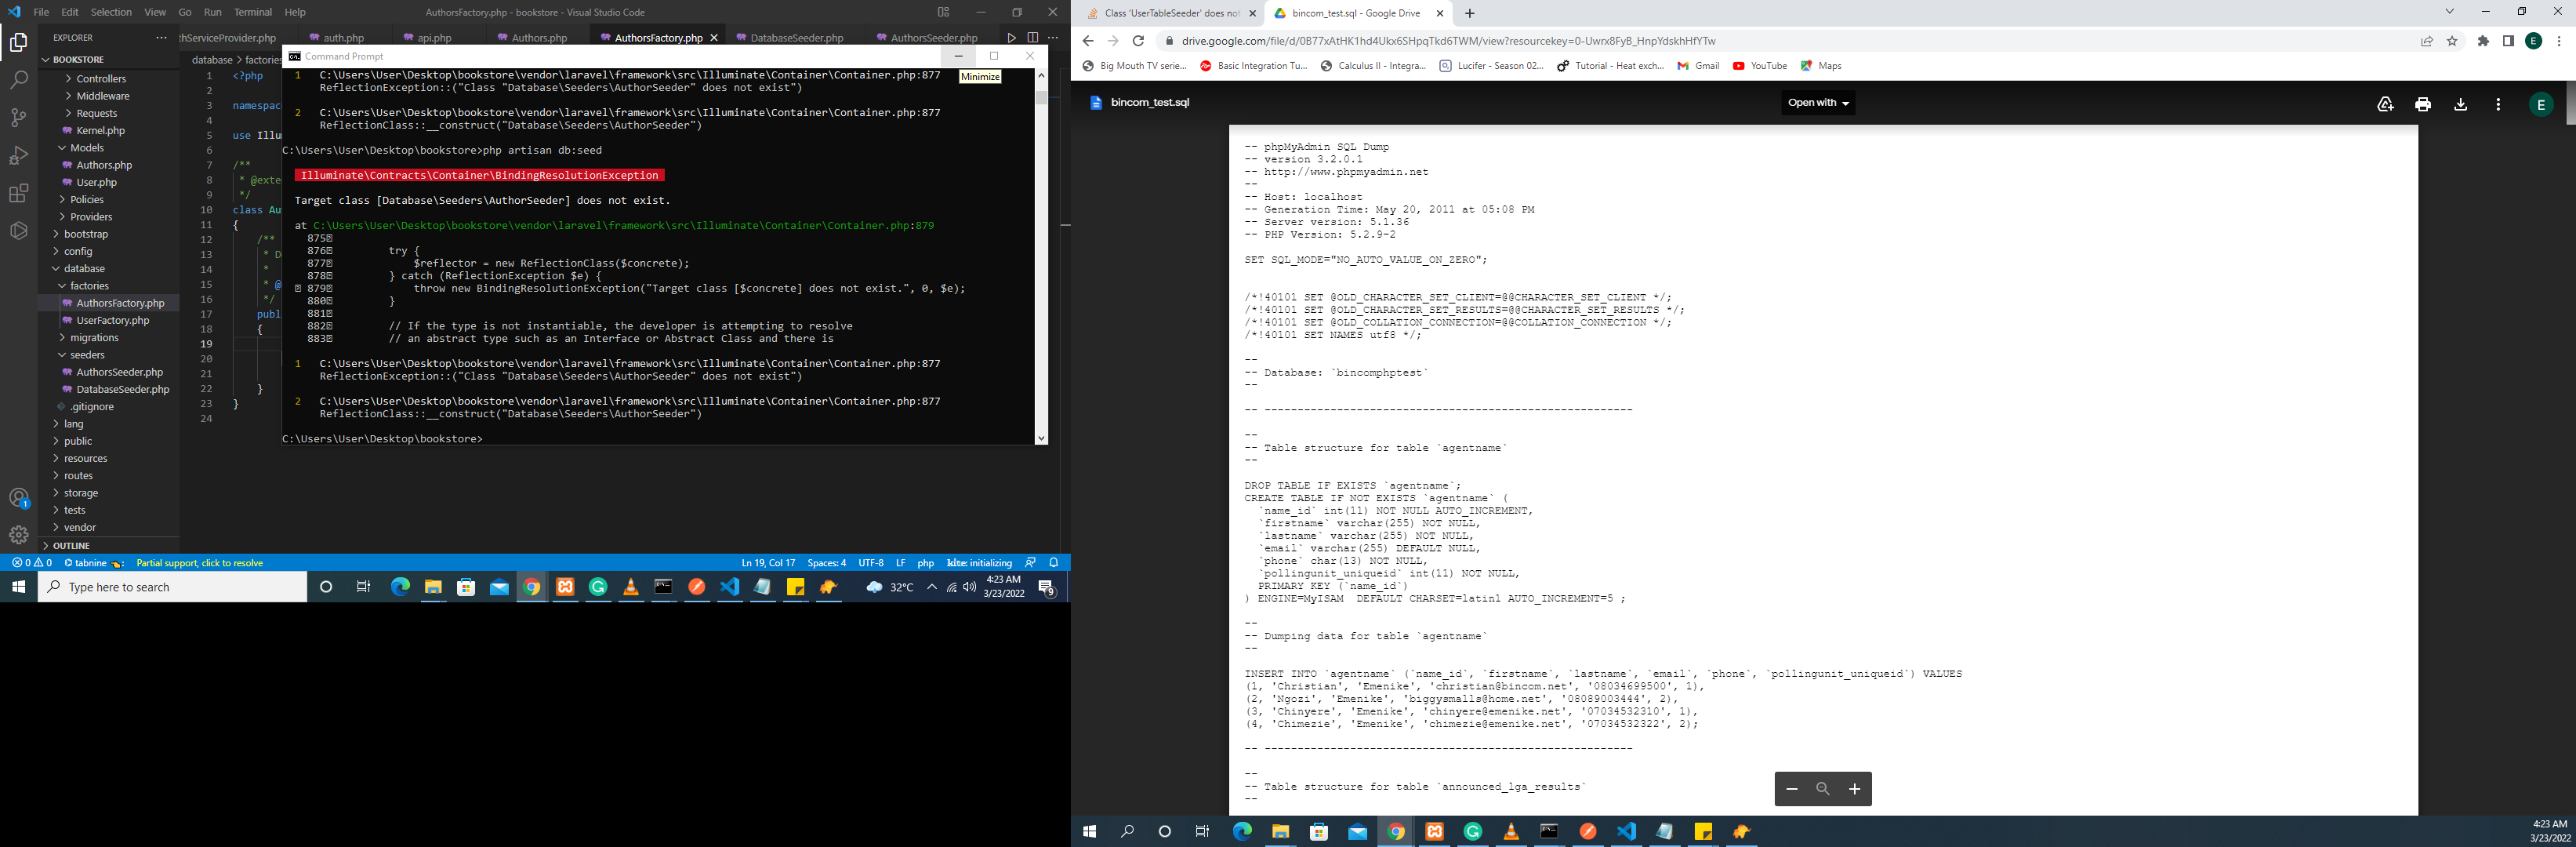 File Edit Selection View Go Run Terminal Help
AuthorsFactory.php - bookstore - Visual Studio Code
EXPLORER
BOOKSTORE
Controllers
Middleware
Requests
Kernel.php
Models
Authors.php
User.php
Policies
Providers
bootstrap
config
database
factories
AuthorsFactory.php
UserFactory.php
migrations
seeders
AuthorsSeeder.php
DatabaseSeeder.php
.gitignore
lang
public
resources
routes
storage
tests
vendor
OUTLINE
thServiceProvider.php auth.php api.php Authors.php AuthorsFactory.php DatabaseSeeder.php AuthorsSeeder.php
database > factories
1 <?php
2
3 namespac
4
5 use Illu
6
7 /**
8 * @exte
9 */
10 class Au
11 {
12 /**
13 * D
14 *
15 * @
16 */
17 publ
18 {
19
20
21
22 }
23 }
24
Command Prompt
Minimize
1 C:\Users\User\Desktop\bookstore\vendor\laravel\framework\src\Illuminate\Container\Container.php:877
ReflectionException::("Class "Database\Seeders\AuthorSeeder" does not exist")
2 C:\Users\User\Desktop\bookstore\vendor\laravel\framework\src\Illuminate\Container\Container.php:877
ReflectionClass::__construct("Database\Seeders\AuthorSeeder")
C:\Users\User\Desktop\bookstore>php artisan db:seed
Illuminate\Contracts\Container\BindingResolutionException
Target class [Database\Seeders\AuthorSeeder] does not exist.
at C:\Users\User\Desktop\bookstore\vendor\laravel\framework\src\Illuminate\Container\Container.php:879
875
876 try {
877 $reflector = new ReflectionClass($concrete);
878 } catch (ReflectionException $e) {
879 throw new BindingResolutionException("Target class [$concrete] does not exist.", 0, $e);
880 }
881
882 // If the type is not instantiable, the developer is attempting to resolve
883 // an abstract type such as an Interface or Abstract Class and there is
1 C:\Users\User\Desktop\bookstore\vendor\laravel\framework\src\Illuminate\Container\Container.php:877
ReflectionException::("Class "Database\Seeders\AuthorSeeder" does not exist")
2 C:\Users\User\Desktop\bookstore\vendor\laravel\framework\src\Illuminate\Container\Container.php:877
ReflectionClass::__construct("Database\Seeders\AuthorSeeder")
C:\Users\User\Desktop\bookstore>
0 0 tabnine Partial support, click to resolve
Ln 19, Col 17 Spaces: 4 UTF-8 LF php initializing
Type here to search
32°C
4:23 AM
3/23/2022
Class 'UserTableSeeder' does not
bincom_test.sql - Google Drive
drive.google.com/file/d/0B77xAtHK1hd4Ukx6SHpqTkd6TWM/view?resourcekey=0-Uwrx8FyB_HnpYdskhHfYTw
Big Mouth TV serie... Basic Integration Tu... Calculus II - Integra... Lucifer - Season 02... Tutorial - Heat exch... Gmail YouTube Maps
bincom_test.sql
Open with
E
-- phpMyAdmin SQL Dump
-- version 3.2.0.1
-- http://www.phpmyadmin.net
--
-- Host: localhost
-- Generation Time: May 20, 2011 at 05:08 PM
-- Server version: 5.1.36
-- PHP Version: 5.2.9-2
SET SQL_MODE="NO_AUTO_VALUE_ON_ZERO";
/*!40101 SET @OLD_CHARACTER_SET_CLIENT=@@CHARACTER_SET_CLIENT */;
/*!40101 SET @OLD_CHARACTER_SET_RESULTS=@@CHARACTER_SET_RESULTS */;
/*!40101 SET @OLD_COLLATION_CONNECTION=@@COLLATION_CONNECTION */;
/*!40101 SET NAMES utf8 */;
--
-- Database: `bincomphptest`
--
-- --------------------------------------------------------
--
-- Table structure for table `agentname`
--
DROP TABLE IF EXISTS `agentname`;
CREATE TABLE IF NOT EXISTS `agentname` (
`name_id` int(11) NOT NULL AUTO_INCREMENT,
`firstname` varchar(255) NOT NULL,
`lastname` varchar(255) NOT NULL,
`email` varchar(255) DEFAULT NULL,
`phone` char(13) NOT NULL,
`pollingunit_uniqueid` int(11) NOT NULL,
PRIMARY KEY (`name_id`)
) ENGINE=MyISAM DEFAULT CHARSET=latin1 AUTO_INCREMENT=5 ;
--
-- Dumping data for table `agentname`
--
INSERT INTO `agentname` (`name_id`, `firstname`, `lastname`, `email`, `phone`, `pollingunit_uniqueid`) VALUES
(1, 'Christian', 'Emenike', 'christian@bincom.net', '08034699500', 1),
(2, 'Ngozi', 'Emenike', 'biggysmalls@home.net', '08089003444', 2),
(3, 'Chinyere', 'Emenike', 'chinyere@emenike.net', '07034532310', 1),
(4, 'Chimezie', 'Emenike', 'chimezie@emenike.net', '07034532322', 2);
-- --------------------------------------------------------
--
-- Table structure for table `announced_lga_results`
--
4:23 AM
3/23/2022